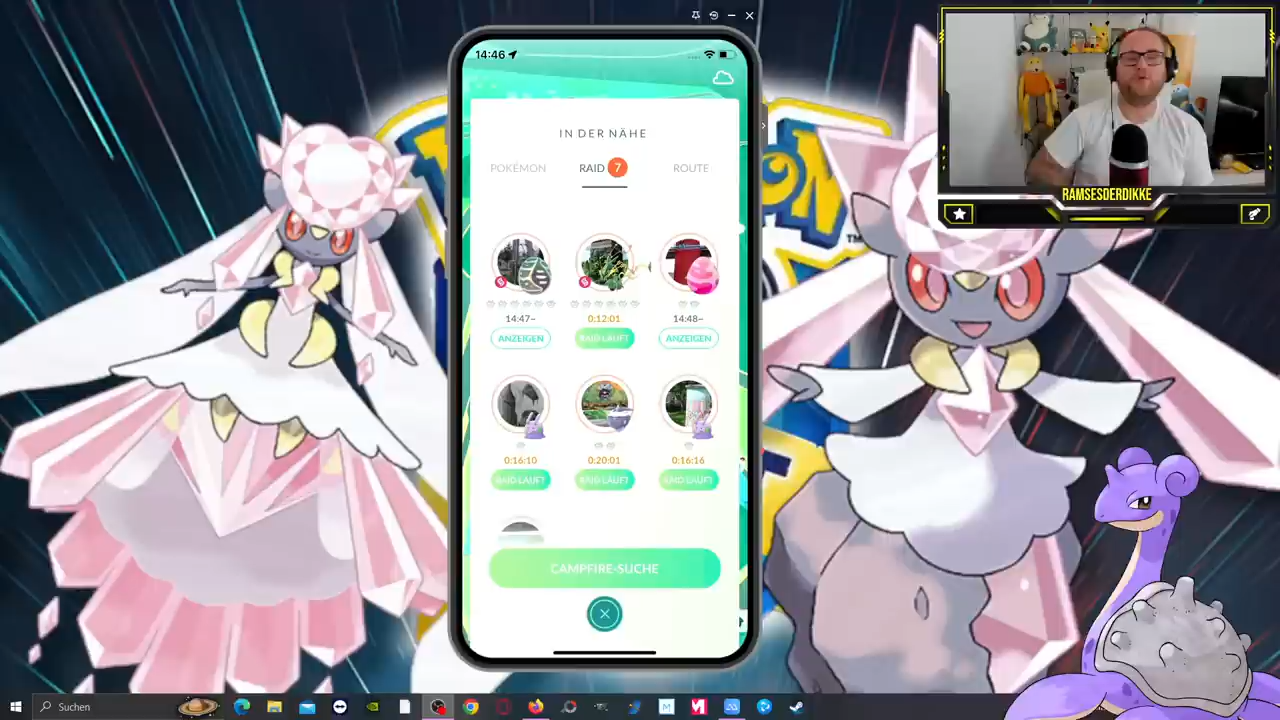 14:46
IN DER NÄHE
POKÉMON RAID 7 ROUTE
14:47~ 0:12:01 14:48~
ANZEIGEN RAID LÄUFT ANZEIGEN
0:16:10 0:20:01 0:16:16
RAID LÄUFT RAID LÄUFT RAID LÄUFT
CAMPFIRE-SUCHE
RAMSESDERDIKKE
Suchen